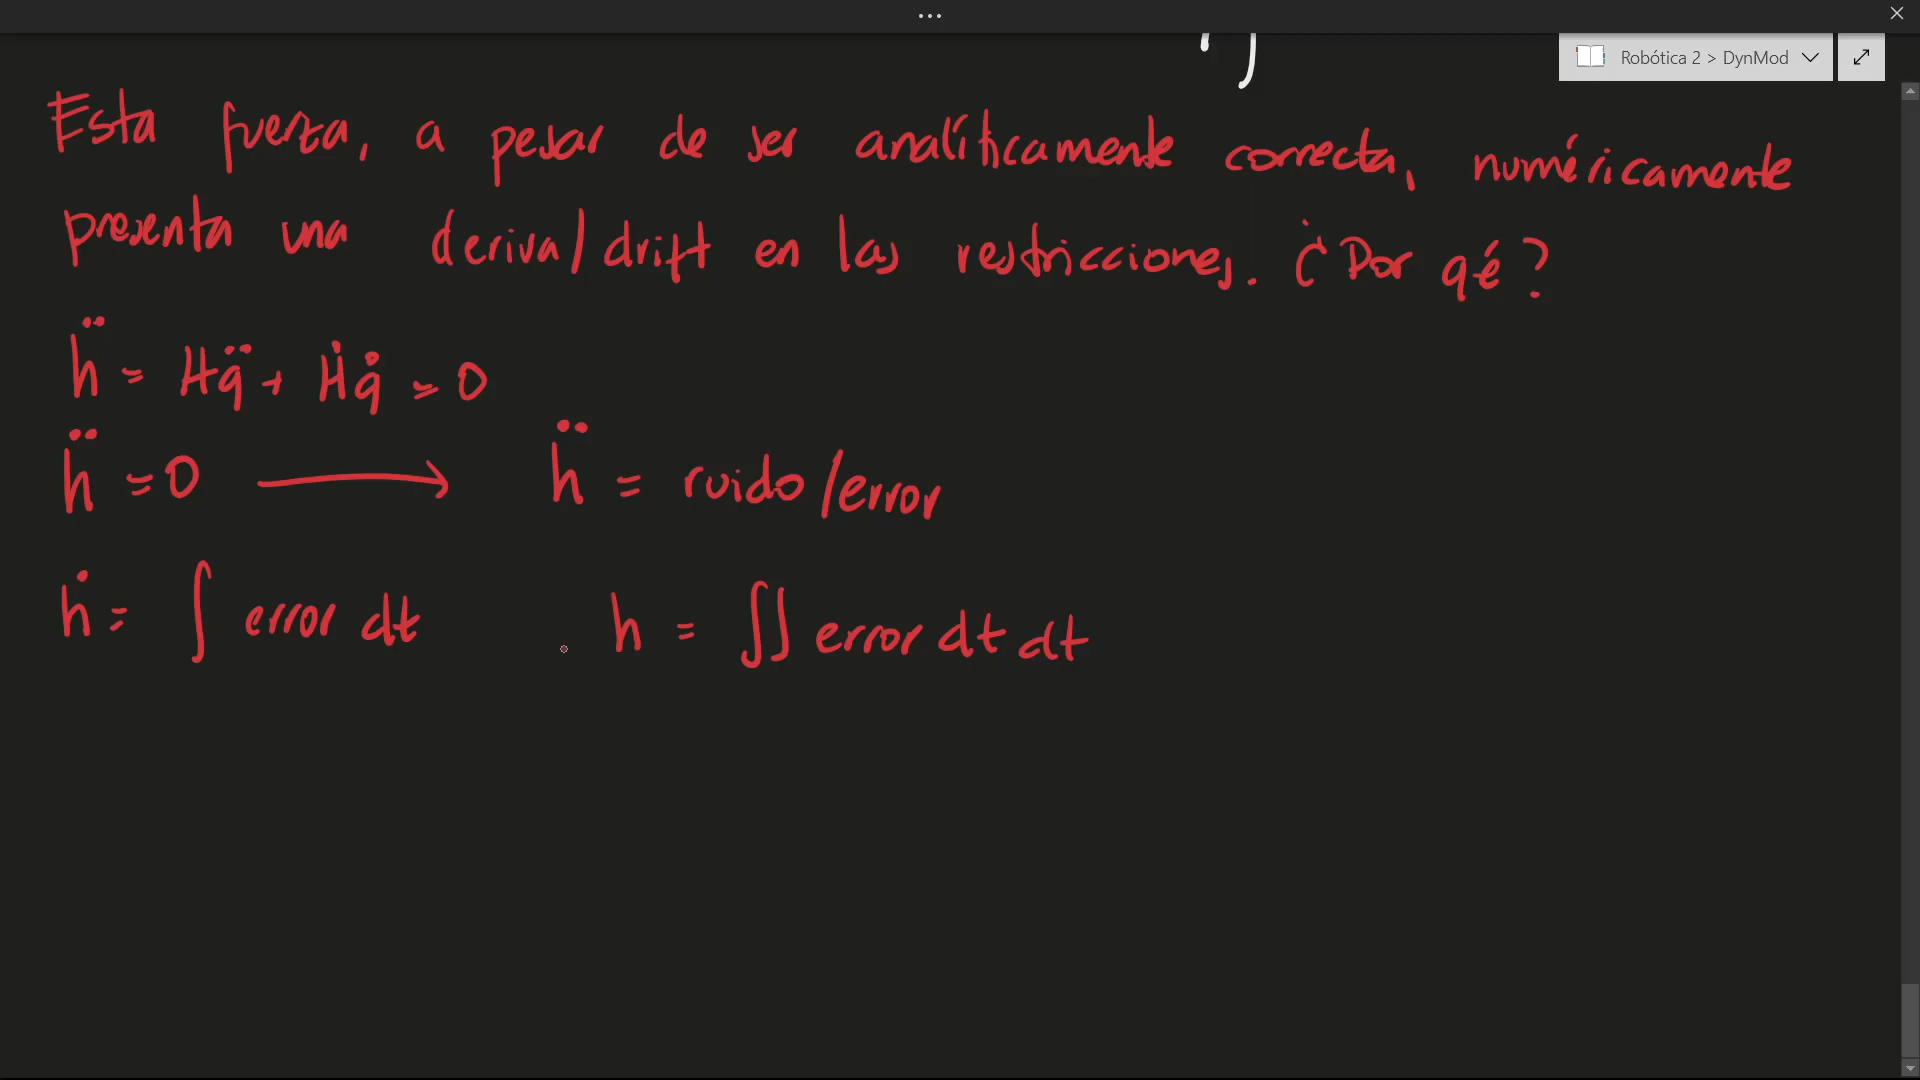 Robótica 2 > DynMod
Esta fuerza, a pesar de ser analíticamente correcta, numéricamente
presenta una deriva/drift en las restricciones. ¿Por qé?
ḧ = Hq̈ + Ḣq̇ = 0
ḧ = 0 → ḧ = ruido/error
ḣ = ∫ error dt h = ∫∫ error dt dt